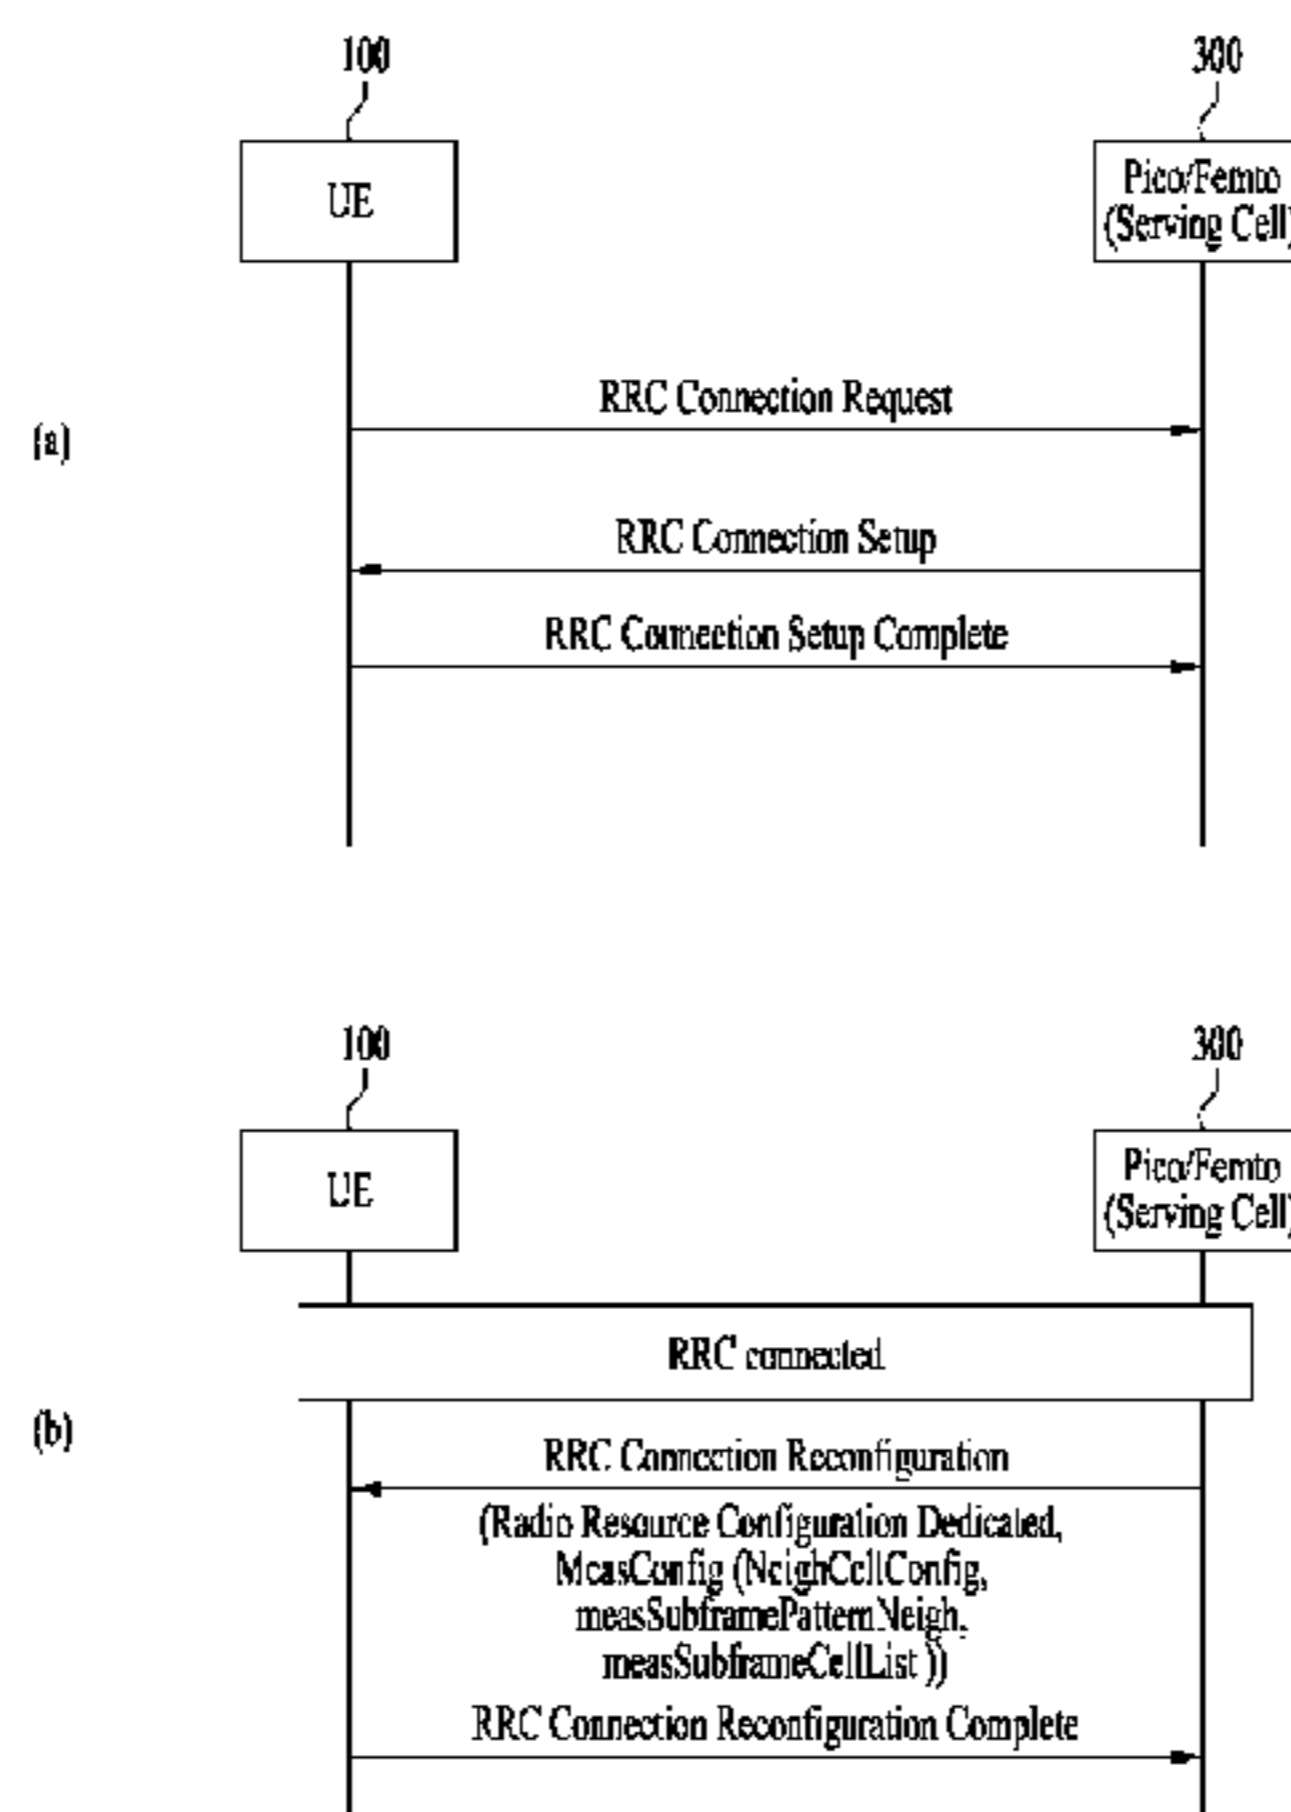 100
300
UE
Pico/Femto
(Serving Cell)
RRC Connection Request
(a)
RRC Connection Setup
RRC Connection Setup Complete
100
300
UE
Pico/Femto
(Serving Cell)
RRC connected
(b)
RRC Connection Reconfiguration
(Radio Resource Configuration Dedicated,
MeasConfig (NeighCellConfig,
measSubframePatternNeigh,
measSubframeCellList ))
RRC Connection Reconfiguration Complete